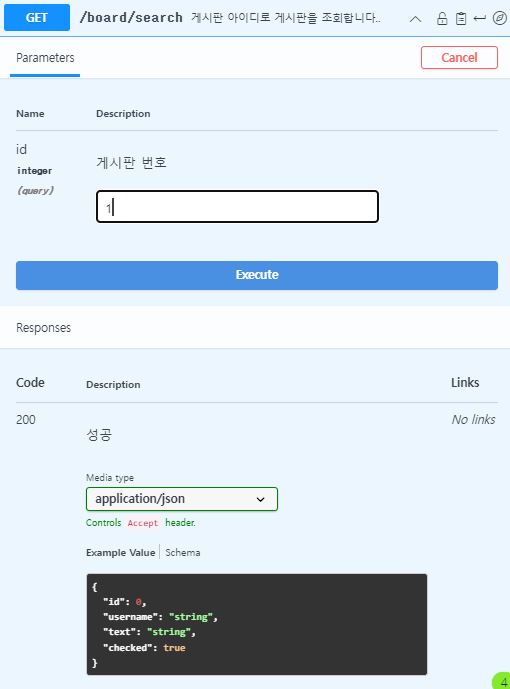 GET /board/search 게시판 아이디로 게시판을 조회합니다..
Parameters
Cancel
Name Description
id
integer
(query)
게시판 번호
1
Execute
Responses
Code Description Links
200 No links
성공
Media type
application/json
Controls Accept header.
Example Value Schema
{
"id": 0,
"username": "string",
"text": "string",
"checked": true
}
4